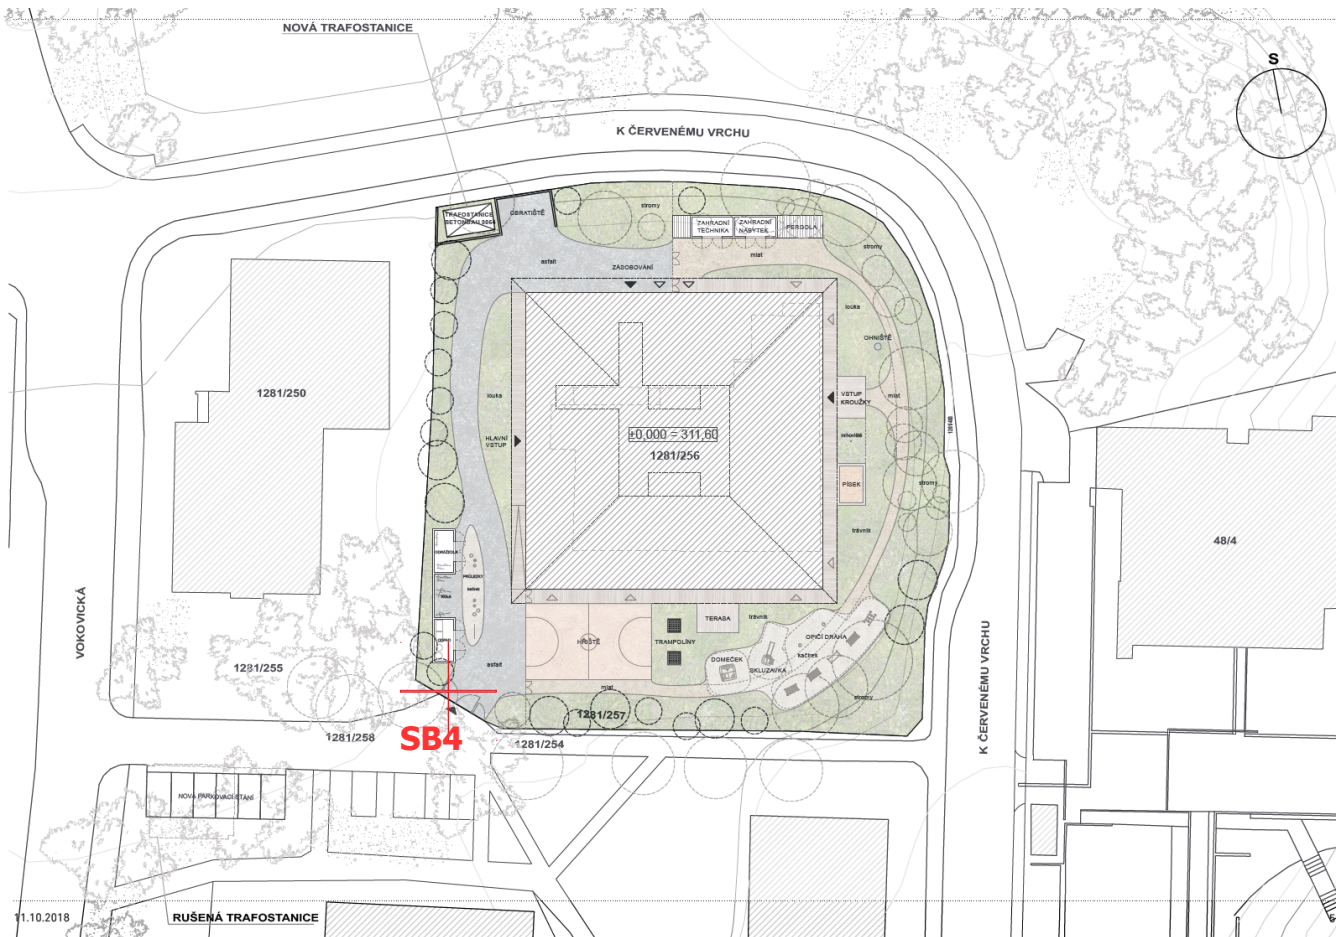 NOVÁ TRAFOSTANICE
S
K ČERVENÉMU VRCHU
TRAFOSTANICE
OBRATIŠTĚ
stromy
ZAHRADNÍ
TECHNIKA
ZAHRADNÍ
NÁBYTEK
PERGOLA
stromy
asfalt
ZÁSOBOVÁNÍ
mlat
louka
OHNIŠTĚ
1281/250
louka
VSTUP
KROUŽKY
mlat
HLAVNÍ
VSTUP
±0,000 = 311,60
1281/256
PÍSEK
stromy
trávník
48/4
VOKOVICKÁ
K ČERVENÉMU VRCHU
HŘIŠTĚ
TRAMPOLÍNY
TERASA
trávník
OPIČÍ DRÁHA
kačírek
DOMEČEK
SKLUZAVKA
asfalt
mlat
stromy
1281/255
1281/257
1281/258
SB4
1281/254
NOVÁ PARKOVACÍ STÁNÍ
11.10.2018
RUŠENÁ TRAFOSTANICE